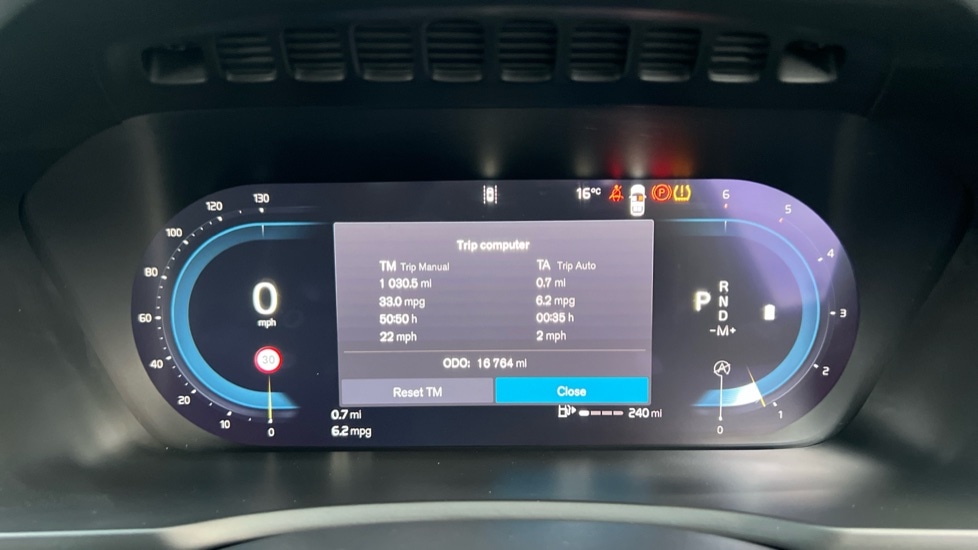 130
120
100
80
60
40
20
10
0
0
mph
30
16°C
P
6
5
4
3
2
1
0
Trip computer
TM Trip Manual
TA Trip Auto
1 030.5 mi
0.7 mi
33.0 mpg
6.2 mpg
50:50 h
00:35 h
22 mph
2 mph
ODO: 16 764 mi
Reset TM
Close
P
R
N
D
-M+
A
0.7 mi
6.2 mpg
240 mi